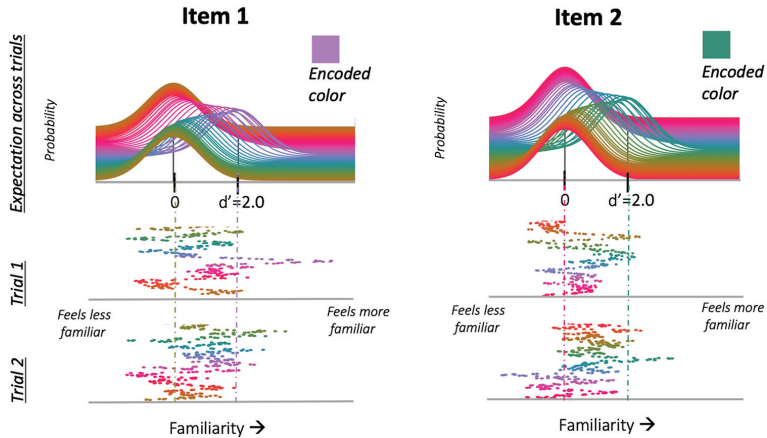 Item 1
Item 2
Encoded
color
Encoded
color
Expectation across trials
Probability
Probability
0
d'=2.0
0
d'=2.0
Trial 1
Feels less
familiar
Feels more
familiar
Feels less
familiar
Feels more
familiar
Trial 2
Familiarity →
Familiarity →